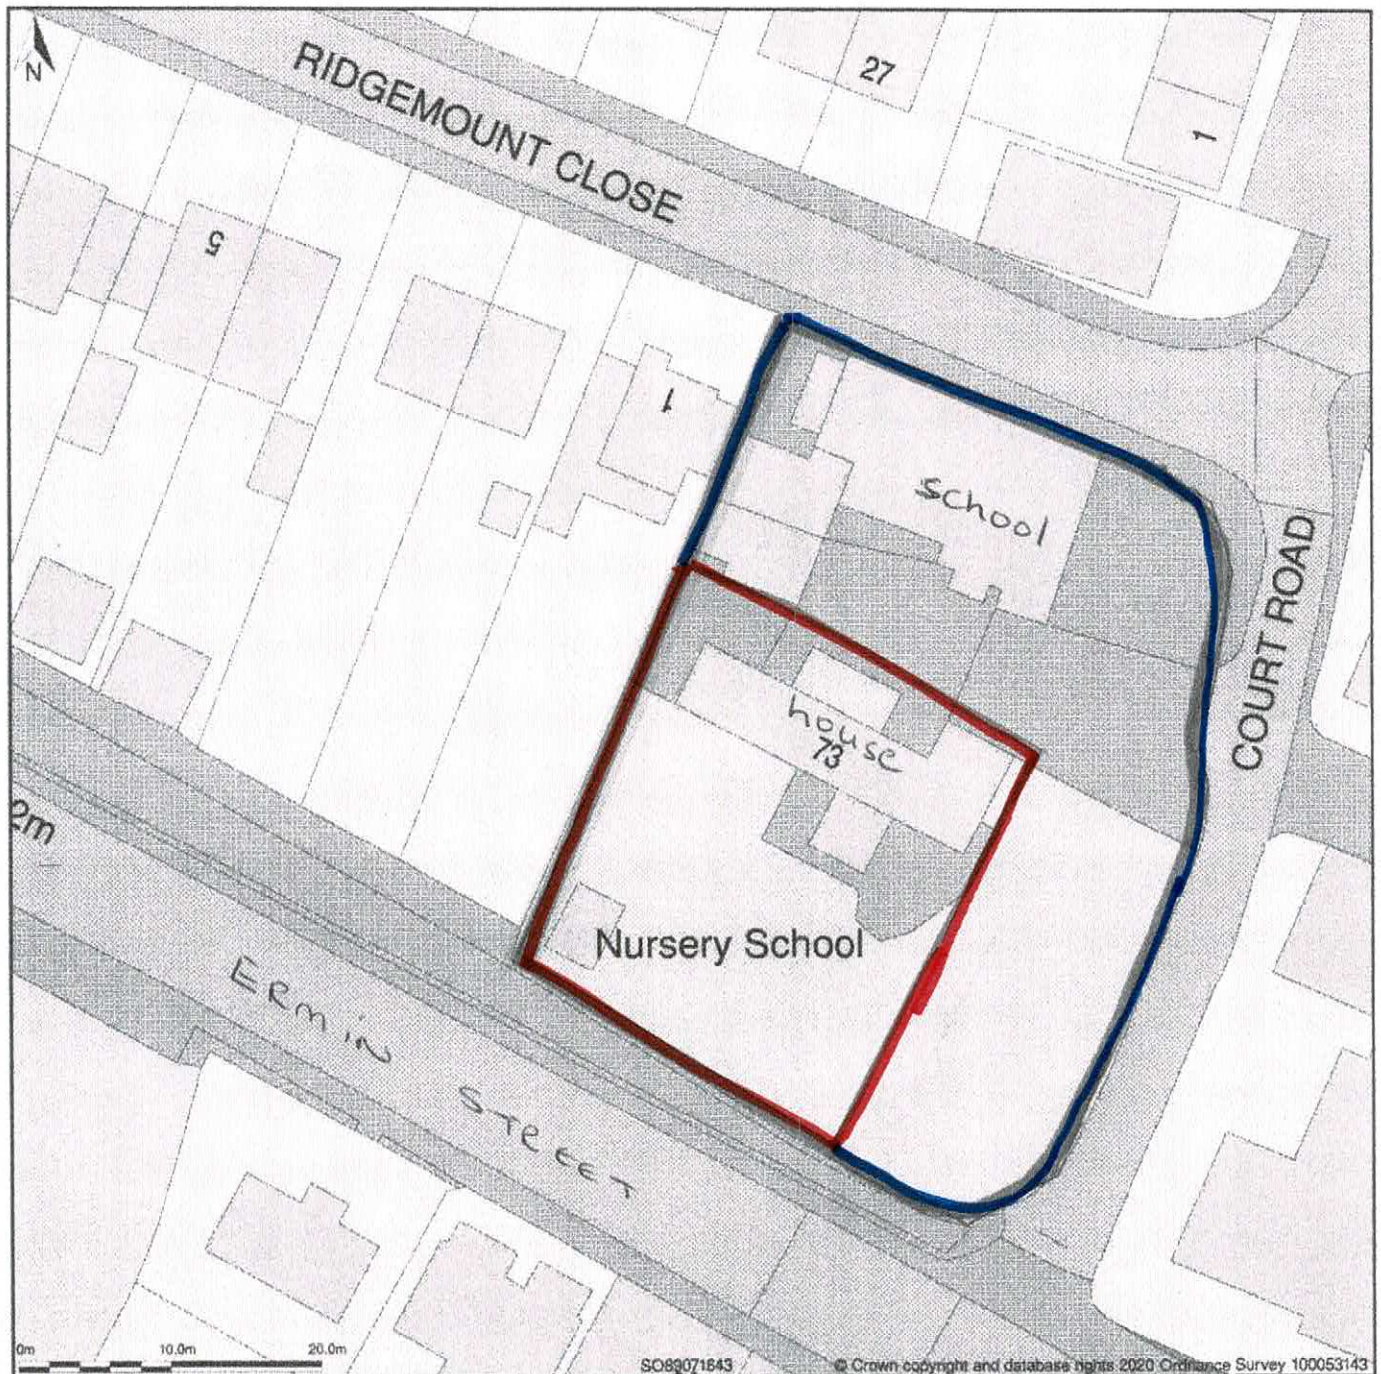 N
RIDGEMOUNT CLOSE
27
1
5
1
school
COURT ROAD
house
73
Nursery School
2m
ERMIN STREET
0m 10.0m 20.0m
SO89071643
© Crown copyright and database rights 2020 Ordnance Survey 100053143